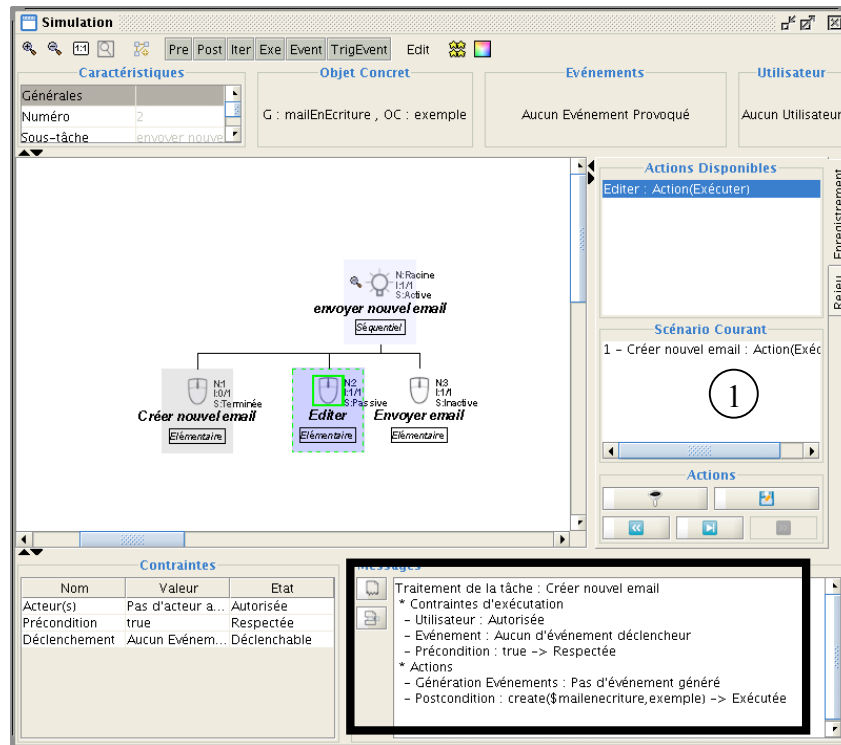 Simulation
1:1 Pre Post Iter Exe Event TrigEvent Edit
Caractéristiques
Générales
Numéro 2
Sous-tâche envoyer nouve
Objet Concret
G : mailEnEcriture , OC : exemple
Evénements
Aucun Evénement Provoqué
Utilisateur
Aucun Utilisateur
N:Racine
I:1/1
S:Active
envoyer nouvel email
Séquentiel
N:1
I:0/1
S:Terminée
Créer nouvel email
Elémentaire
N:2
I:1/1
S:Passive
Editer
Elémentaire
N:3
I:1/1
S:Inactive
Envoyer email
Elémentaire
Actions Disponibles
Editer : Action(Exécuter)
Enregistrement
Rejeu
Scénario Courant
1 - Créer nouvel email : Action(Exéc
1
Actions
Contraintes
Nom Valeur Etat
Acteur(s) Pas d'acteur a... Autorisée
Précondition true Respectée
Déclenchement Aucun Evénem... Déclenchable
Messages
Traitement de la tâche : Créer nouvel email
* Contraintes d'exécutation
- Utilisateur : Autorisée
- Evénement : Aucun d'événement déclencheur
- Précondition : true -> Respectée
* Actions
- Génération Evénements : Pas d'événement généré
- Postcondition : create($mailenecriture,exemple) -> Exécutée